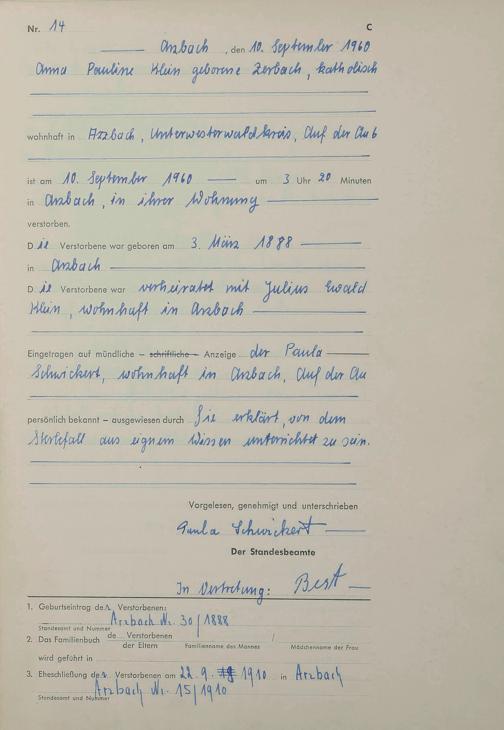 Nr. 14 C
Arzbach, den 10. September 1960
Anna Pauline Klein geborene Zerbach, katholisch
wohnhaft in Arzbach, Unterwesterwaldkreis, Auf der Au 6
ist am 10. September 1960 um 3 Uhr 20 Minuten
in Arzbach, in ihrer Wohnung
verstorben.
Die Verstorbene war geboren am 3. März 1888
in Arzbach
Die Verstorbene war verheiratet mit Julius Ewald
Klein, wohnhaft in Arzbach
Eingetragen auf mündliche – schriftliche – Anzeige der Paula
Schwickert, wohnhaft in Arzbach, Auf der Au
persönlich bekannt – ausgewiesen durch Sie erklärt, von dem
Sterbefall aus eignem Wissen unterrichtet zu sein.
Vorgelesen, genehmigt und unterschrieben
Paula Schwickert
Der Standesbeamte
In Vertretung: Best
1. Geburtseintrag der Verstorbenen:
Arzbach Nr. 30/1888
Standesamt und Nummer
2. Das Familienbuch de Verstorbenen /
der Eltern Familienname des Mannes Mädchenname der Frau
wird geführt in
3. Eheschließung der Verstorbenen am 22.9. 1910 in Arzbach
Arzbach Nr. 15/1910
Standesamt und Nummer